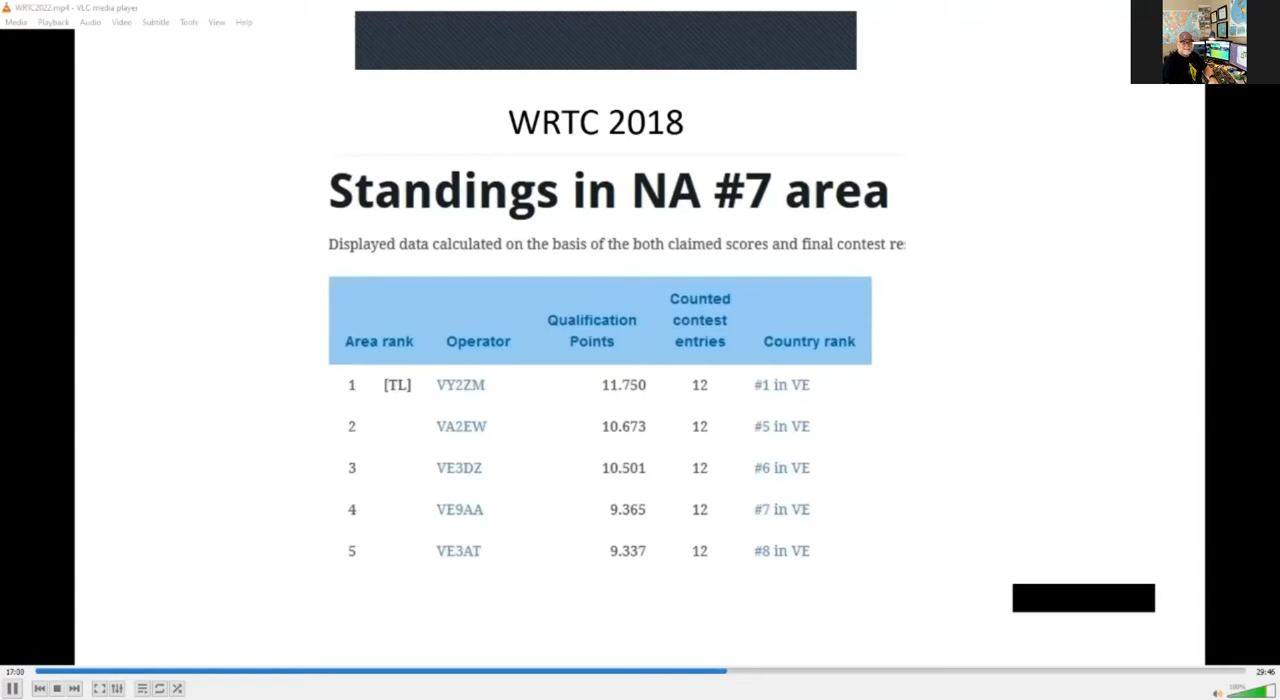 WRTC2022.mp4 - VLC media player
Media Playback Audio Video Subtitle Tools View Help
WRTC 2018
Standings in NA #7 area
Displayed data calculated on the basis of the both claimed scores and final contest re
Area rank Operator Qualification Points Counted contest entries Country rank
1 [TL] VY2ZM 11.750 12 #1 in VE
2 VA2EW 10.673 12 #5 in VE
3 VE3DZ 10.501 12 #6 in VE
4 VE9AA 9.365 12 #7 in VE
5 VE3AT 9.337 12 #8 in VE
17:00 29:46
100%